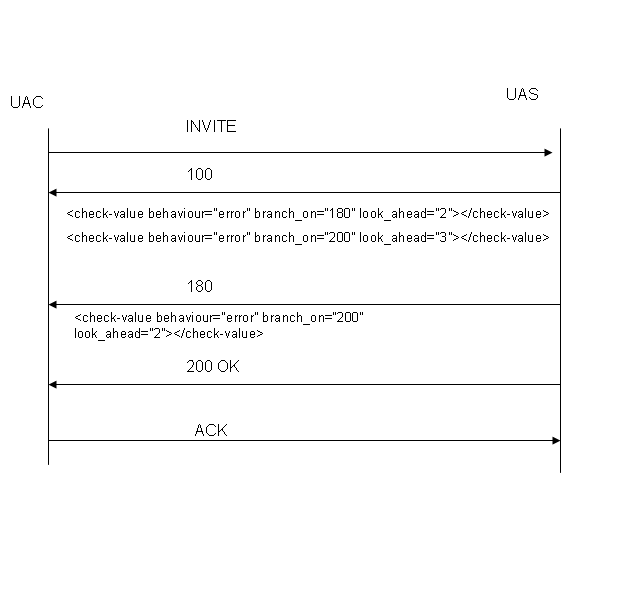 UAC
UAS
INVITE
100
<check-value behaviour="error" branch_on="180" look_ahead="2"></check-value>
<check-value behaviour="error" branch_on="200" look_ahead="3"></check-value>
180
<check-value behaviour="error" branch_on="200"
look_ahead="2"></check-value>
200 OK
ACK